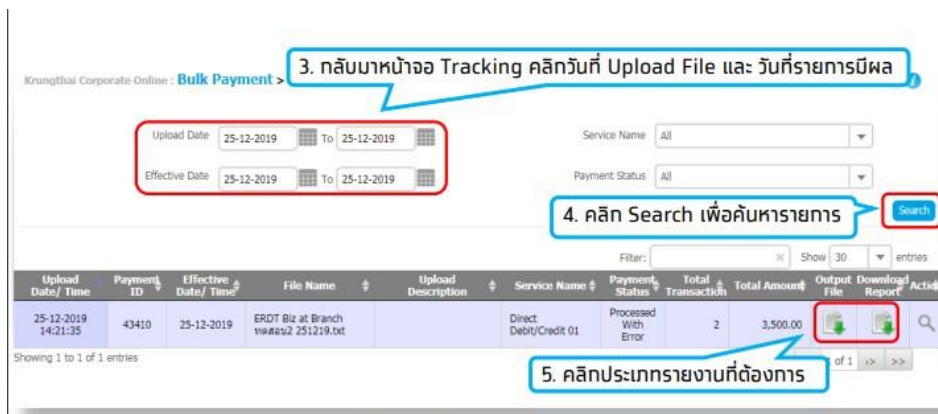 3. กลับมาหน้าจอ Tracking คลิกวันที่ Upload File และ วันที่รายการมีผล
Krungthai Corporate Online : Bulk Payment >
Upload Date 25-12-2019 To 25-12-2019 Service Name All
Effective Date 25-12-2019 To 25-12-2019 Payment Status All
4. คลิก Search เพื่อค้นหารายการ Search
Filter: Show 30 entries
Upload Date/ Time Payment ID Effective Date/ Time File Name Upload Description Service Name Payment Status Total Transaction Total Amount Output File Download Report
25-12-2019 14:21:35 43410 25-12-2019 ERDT Biz at Branch ทดสอบ2 251219.txt Direct Debit/Credit 01 Processed With Error 2 3,500.00
Showing 1 to 1 of 1 entries of 1 >> >>
5. คลิกประเภทรายงานที่ต้องการ